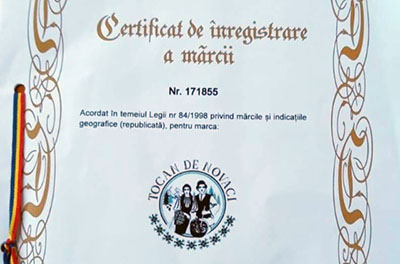 Certificat de înregistrare
a mărcii
Nr. 171855
Acordat în temeiul Legii nr 84/1998 privind mărcile și indicațiile
geografice (republicată), pentru marca:
TOCAN DE NOVACI